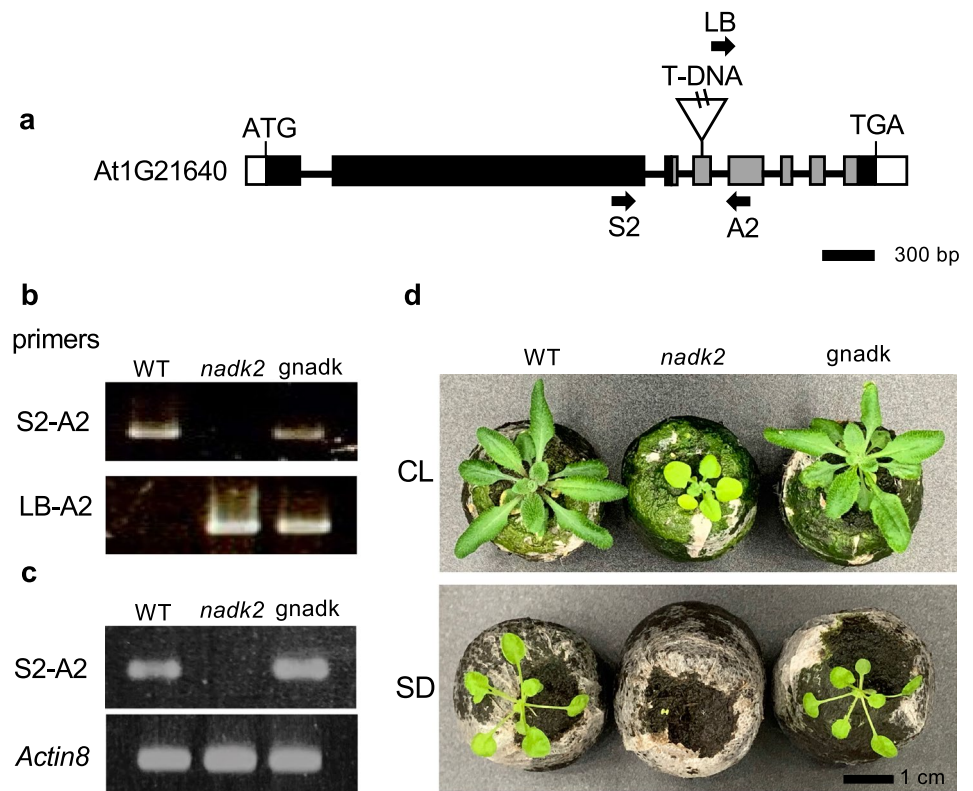 a
LB
T-DNA
ATG
TGA
At1G21640
S2
A2
300 bp
b
primers
WT nadk2 gnadk
S2-A2
LB-A2
c
WT nadk2 gnadk
S2-A2
Actin8
d
WT nadk2 gnadk
CL
SD
1 cm